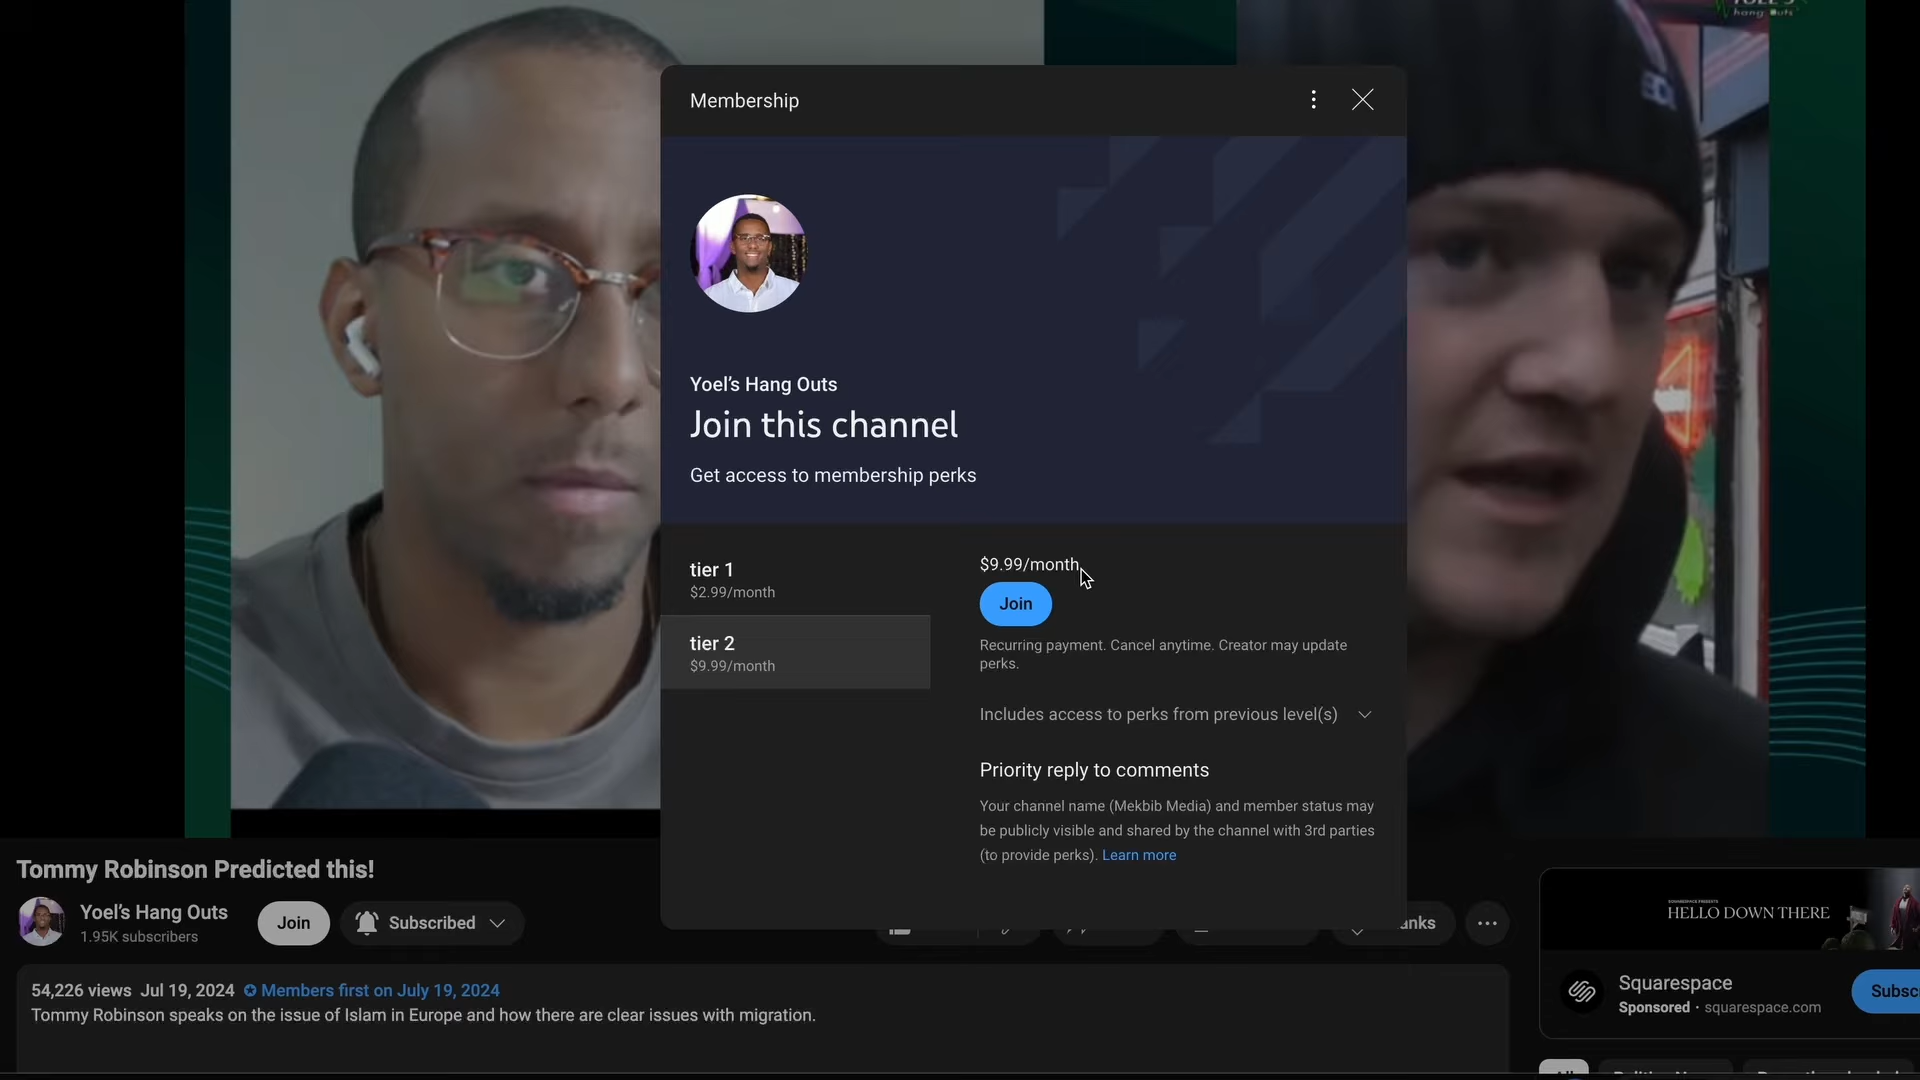 YOEL'S
hang Outs
Membership
Yoel's Hang Outs
Join this channel
Get access to membership perks
tier 1
$2.99/month
tier 2
$9.99/month
$9.99/month
Join
Recurring payment. Cancel anytime. Creator may update
perks.
Includes access to perks from previous level(s)
Priority reply to comments
Your channel name (Mekbib Media) and member status may
be publicly visible and shared by the channel with 3rd parties
(to provide perks). Learn more
Tommy Robinson Predicted this!
Yoel's Hang Outs
1.95K subscribers
Join
Subscribed
54,226 views Jul 19, 2024 Members first on July 19, 2024
Tommy Robinson speaks on the issue of Islam in Europe and how there are clear issues with migration.
HELLO DOWN THERE
Squarespace
Sponsored · squarespace.com